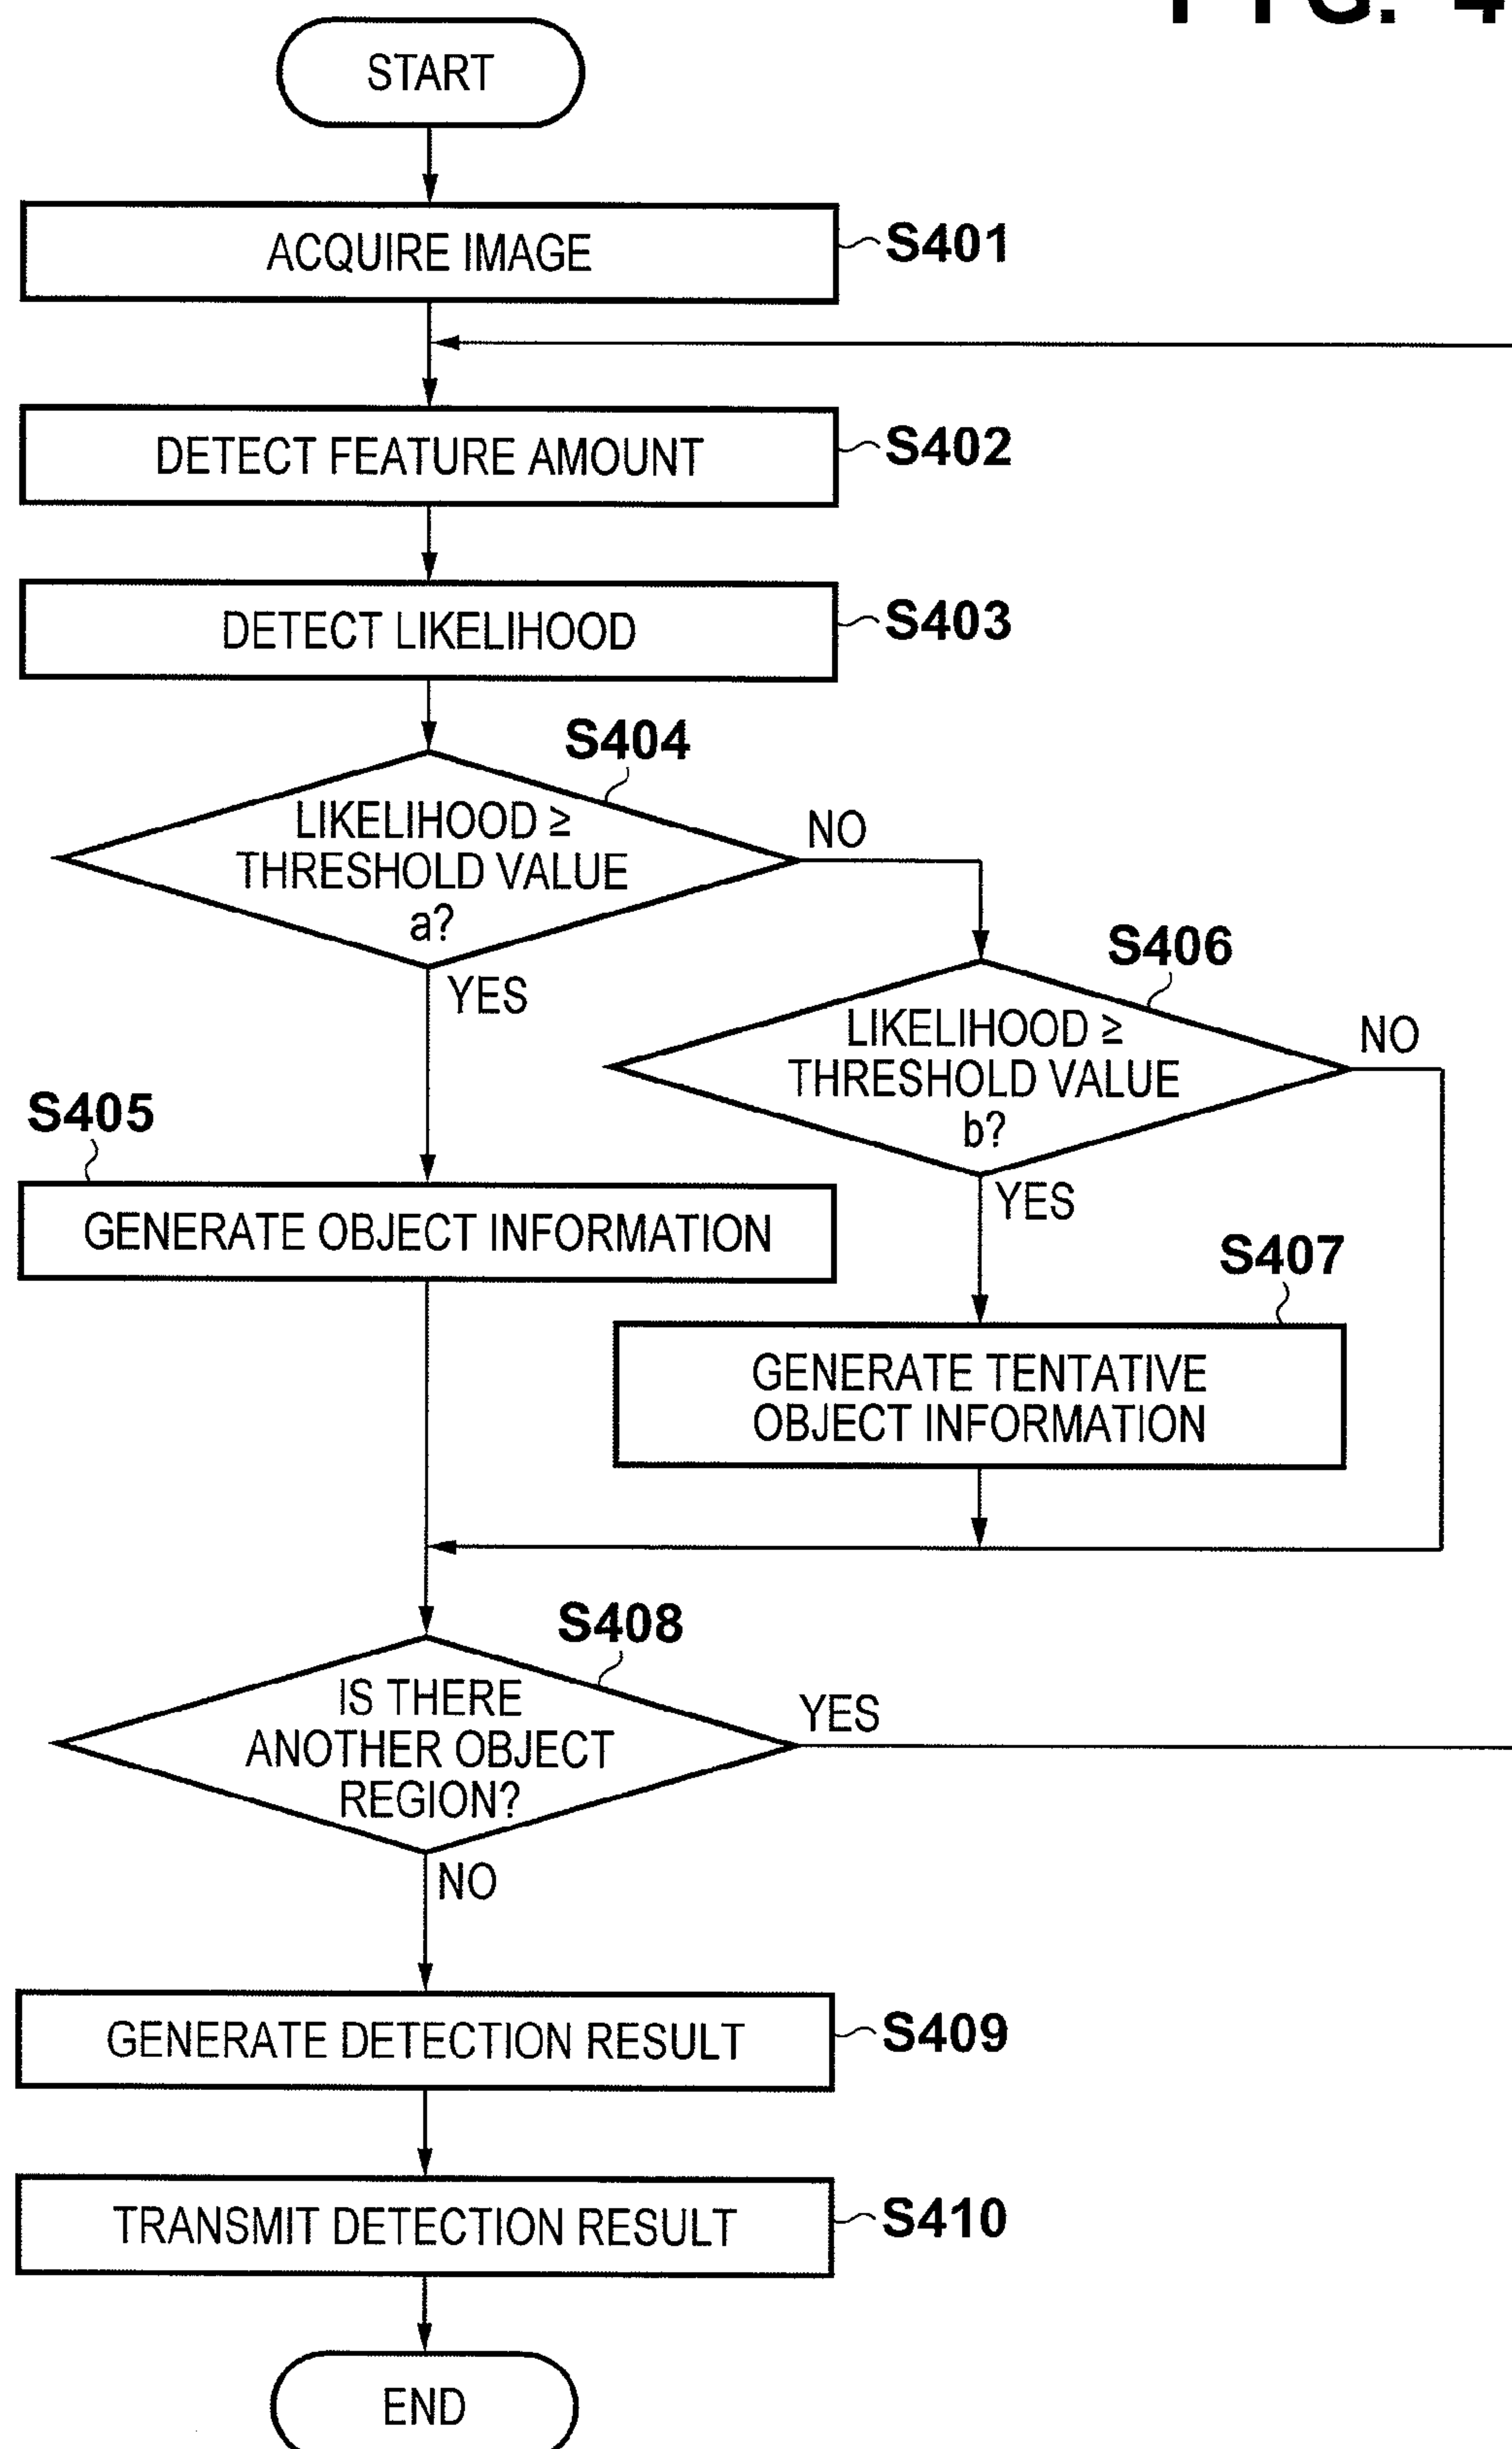 FIG. 4
START
ACQUIRE IMAGE
S401
DETECT FEATURE AMOUNT
S402
DETECT LIKELIHOOD
S403
S404
LIKELIHOOD ≥
THRESHOLD VALUE
a?
NO
YES
S406
LIKELIHOOD ≥
THRESHOLD VALUE
b?
NO
YES
S405
GENERATE OBJECT INFORMATION
S407
GENERATE TENTATIVE
OBJECT INFORMATION
S408
IS THERE
ANOTHER OBJECT
REGION?
YES
NO
GENERATE DETECTION RESULT
S409
TRANSMIT DETECTION RESULT
S410
END